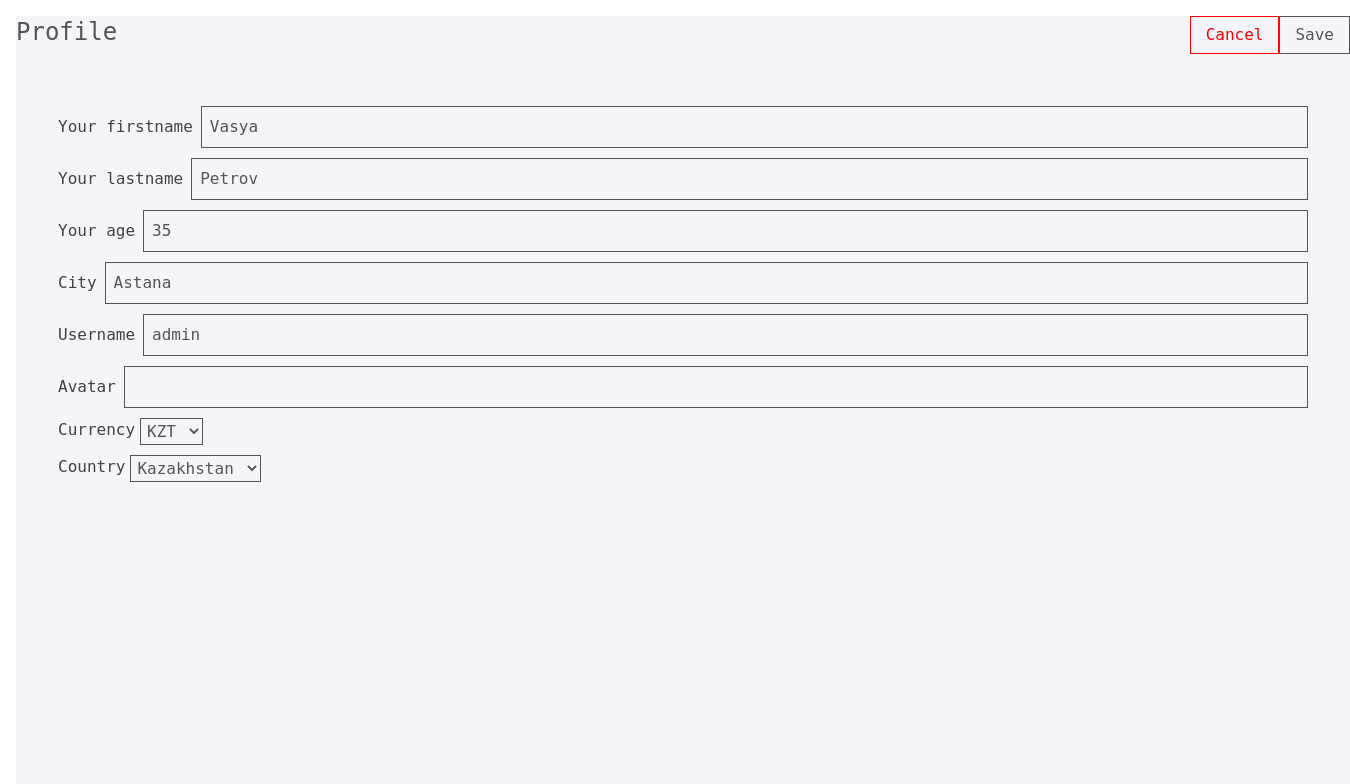 Profile
Cancel Save
Your firstname Vasya
Your lastname Petrov
Your age 35
City Astana
Username admin
Avatar
Currency KZT
Country Kazakhstan